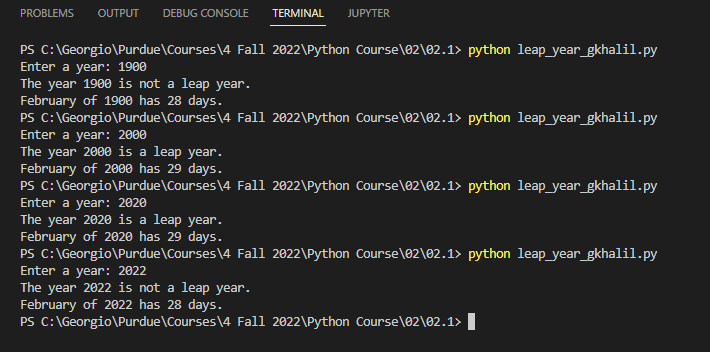 PROBLEMS OUTPUT DEBUG CONSOLE TERMINAL JUPYTER
PS C:\Georgio\Purdue\Courses\4 Fall 2022\Python Course\02\02.1> python leap_year_gkhalil.py
Enter a year: 1900
The year 1900 is not a leap year.
February of 1900 has 28 days.
PS C:\Georgio\Purdue\Courses\4 Fall 2022\Python Course\02\02.1> python leap_year_gkhalil.py
Enter a year: 2000
The year 2000 is a leap year.
February of 2000 has 29 days.
PS C:\Georgio\Purdue\Courses\4 Fall 2022\Python Course\02\02.1> python leap_year_gkhalil.py
Enter a year: 2020
The year 2020 is a leap year.
February of 2020 has 29 days.
PS C:\Georgio\Purdue\Courses\4 Fall 2022\Python Course\02\02.1> python leap_year_gkhalil.py
Enter a year: 2022
The year 2022 is not a leap year.
February of 2022 has 28 days.
PS C:\Georgio\Purdue\Courses\4 Fall 2022\Python Course\02\02.1>